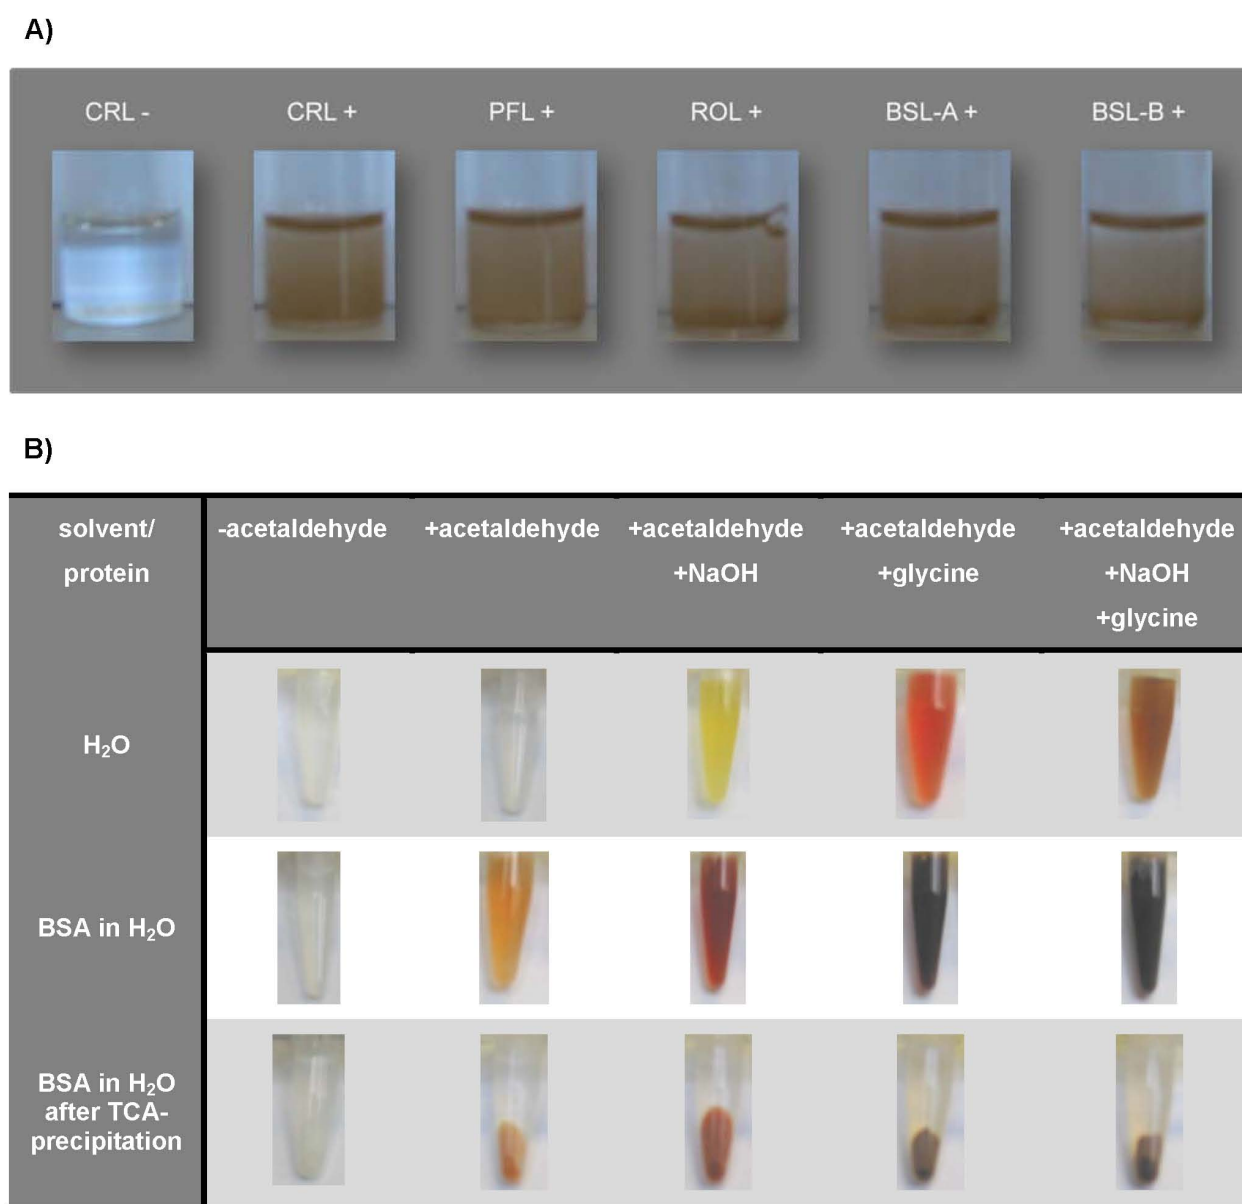 A)
CRL -
CRL +
PFL +
ROL +
BSL-A +
BSL-B +
B)
solvent/
protein
-acetaldehyde
+acetaldehyde
+acetaldehyde
+NaOH
+acetaldehyde
+glycine
+acetaldehyde
+NaOH
+glycine
H₂O
BSA in H₂O
BSA in H₂O
after TCA-
precipitation